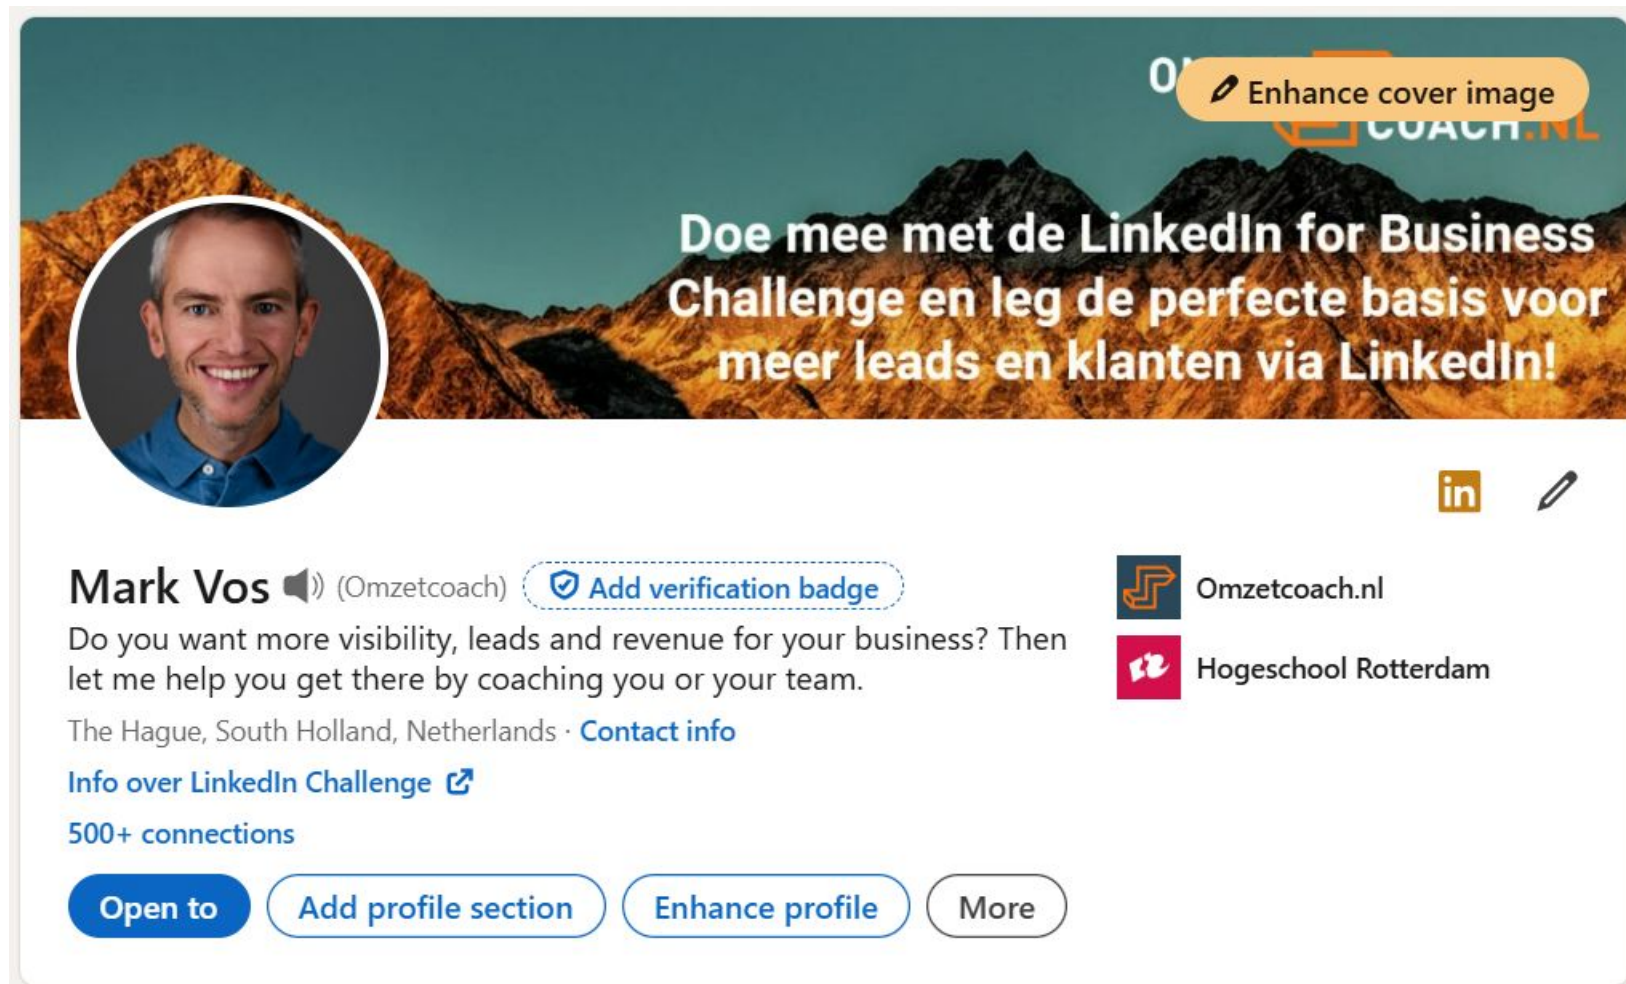 Enhance cover image
COACH.NL
Doe mee met de LinkedIn for Business
Challenge en leg de perfecte basis voor
meer leads en klanten via LinkedIn!
in
Mark Vos (Omzetcoach) Add verification badge
Do you want more visibility, leads and revenue for your business? Then
let me help you get there by coaching you or your team.
The Hague, South Holland, Netherlands · Contact info
Info over LinkedIn Challenge
500+ connections
Open to Add profile section Enhance profile More
Omzetcoach.nl
Hogeschool Rotterdam